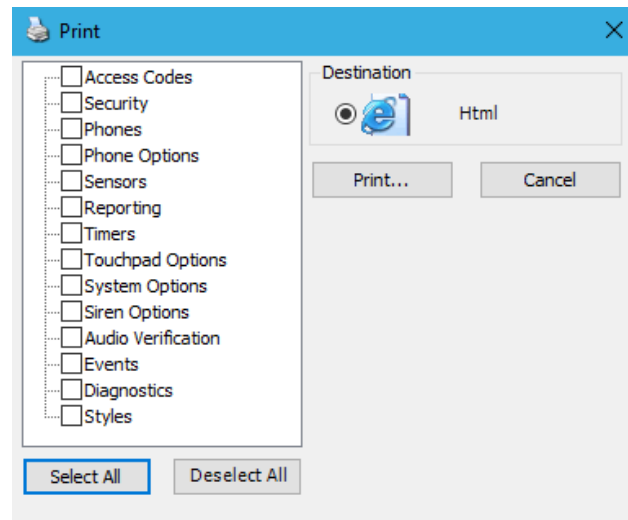 Print
Access Codes
Security
Phones
Phone Options
Sensors
Reporting
Timers
Touchpad Options
System Options
Siren Options
Audio Verification
Events
Diagnostics
Styles
Select All
Deselect All
Destination
Html
Print...
Cancel